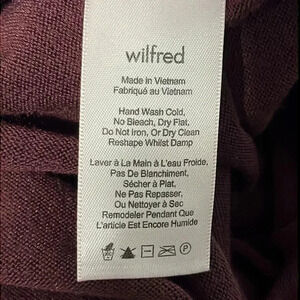 wilfred
Made in Vietnam
Fabriqué au Vietnam
Hand Wash Cold,
No Bleach, Dry Flat.
Do Not Iron, Or Dry Clean
Reshape Whilst Damp
Laver à La Main à L'eau Froide.
Pas De Blanchiment,
Sécher à Plat.
Ne Pas Repasser.
Ou Nettoyer à Sec
Remodeler Pendant Que
L'article Est Encore Humide
P